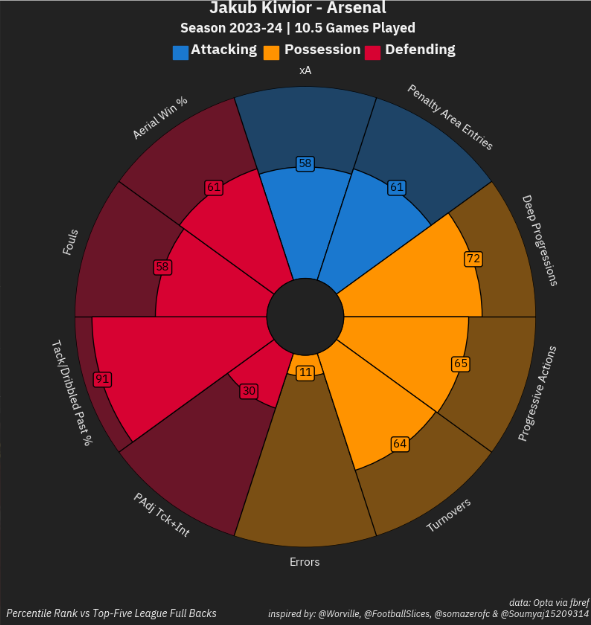 Jakub Kiwior - Arsenal
Season 2023-24 | 10.5 Games Played
Attacking Possession Defending
xA
Penalty Area Entries
Deep Progressions
Progressive Actions
Turnovers
Errors
PAdj Tck+Int
Tack/Dribbled Past %
Fouls
Aerial Win %
58
61
72
65
64
11
30
91
58
61
data: Opta via fbref
Percentile Rank vs Top-Five League Full Backs
inspired by: @Worville, @FootballSlices, @somazerofc & @Soumyaj15209314